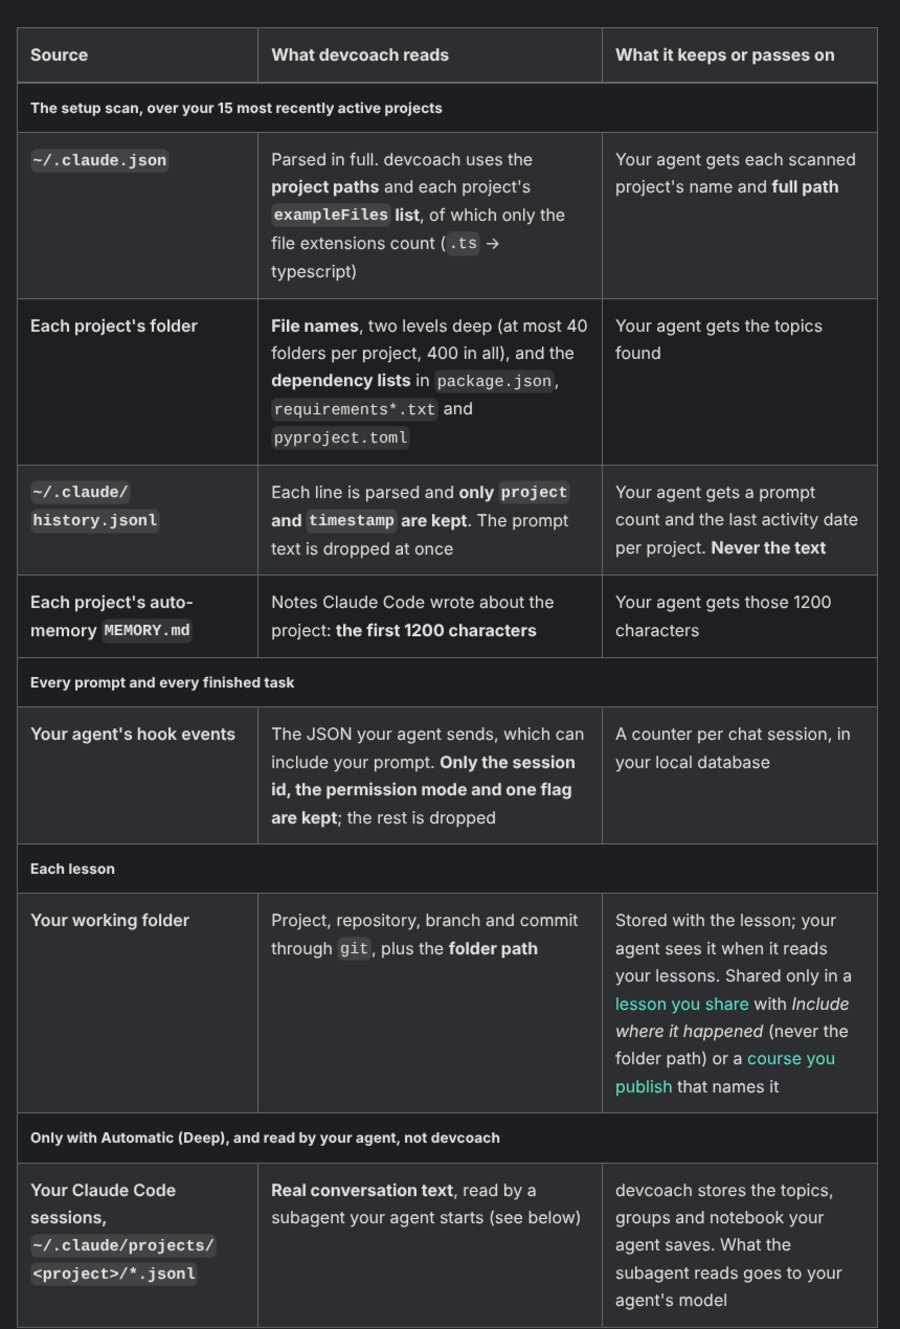 Source
What devcoach reads
What it keeps or passes on
The setup scan, over your 15 most recently active projects
~/.claude.json
Parsed in full. devcoach uses the
project paths and each project's
exampleFiles list, of which only the
file extensions count (.ts →
typescript)
Your agent gets each scanned
project's name and full path
Each project's folder
File names, two levels deep (at most 40
folders per project, 400 in all), and the
dependency lists in package.json,
requirements*.txt and
pyproject.toml
Your agent gets the topics
found
~/.claude/
history.jsonl
Each line is parsed and only project
and timestamp are kept. The prompt
text is dropped at once
Your agent gets a prompt
count and the last activity date
per project. Never the text
Each project's auto-
memory MEMORY.md
Notes Claude Code wrote about the
project: the first 1200 characters
Your agent gets those 1200
characters
Every prompt and every finished task
Your agent's hook events
The JSON your agent sends, which can
include your prompt. Only the session
id, the permission mode and one flag
are kept; the rest is dropped
A counter per chat session, in
your local database
Each lesson
Your working folder
Project, repository, branch and commit
through git, plus the folder path
Stored with the lesson; your
agent sees it when it reads
your lessons. Shared only in a
lesson you share with Include
where it happened (never the
folder path) or a course you
publish that names it
Only with Automatic (Deep), and read by your agent, not devcoach
Your Claude Code
sessions,
~/.claude/projects/
<project>/*.jsonl
Real conversation text, read by a
subagent your agent starts (see below)
devcoach stores the topics,
groups and notebook your
agent saves. What the
subagent reads goes to your
agent's model